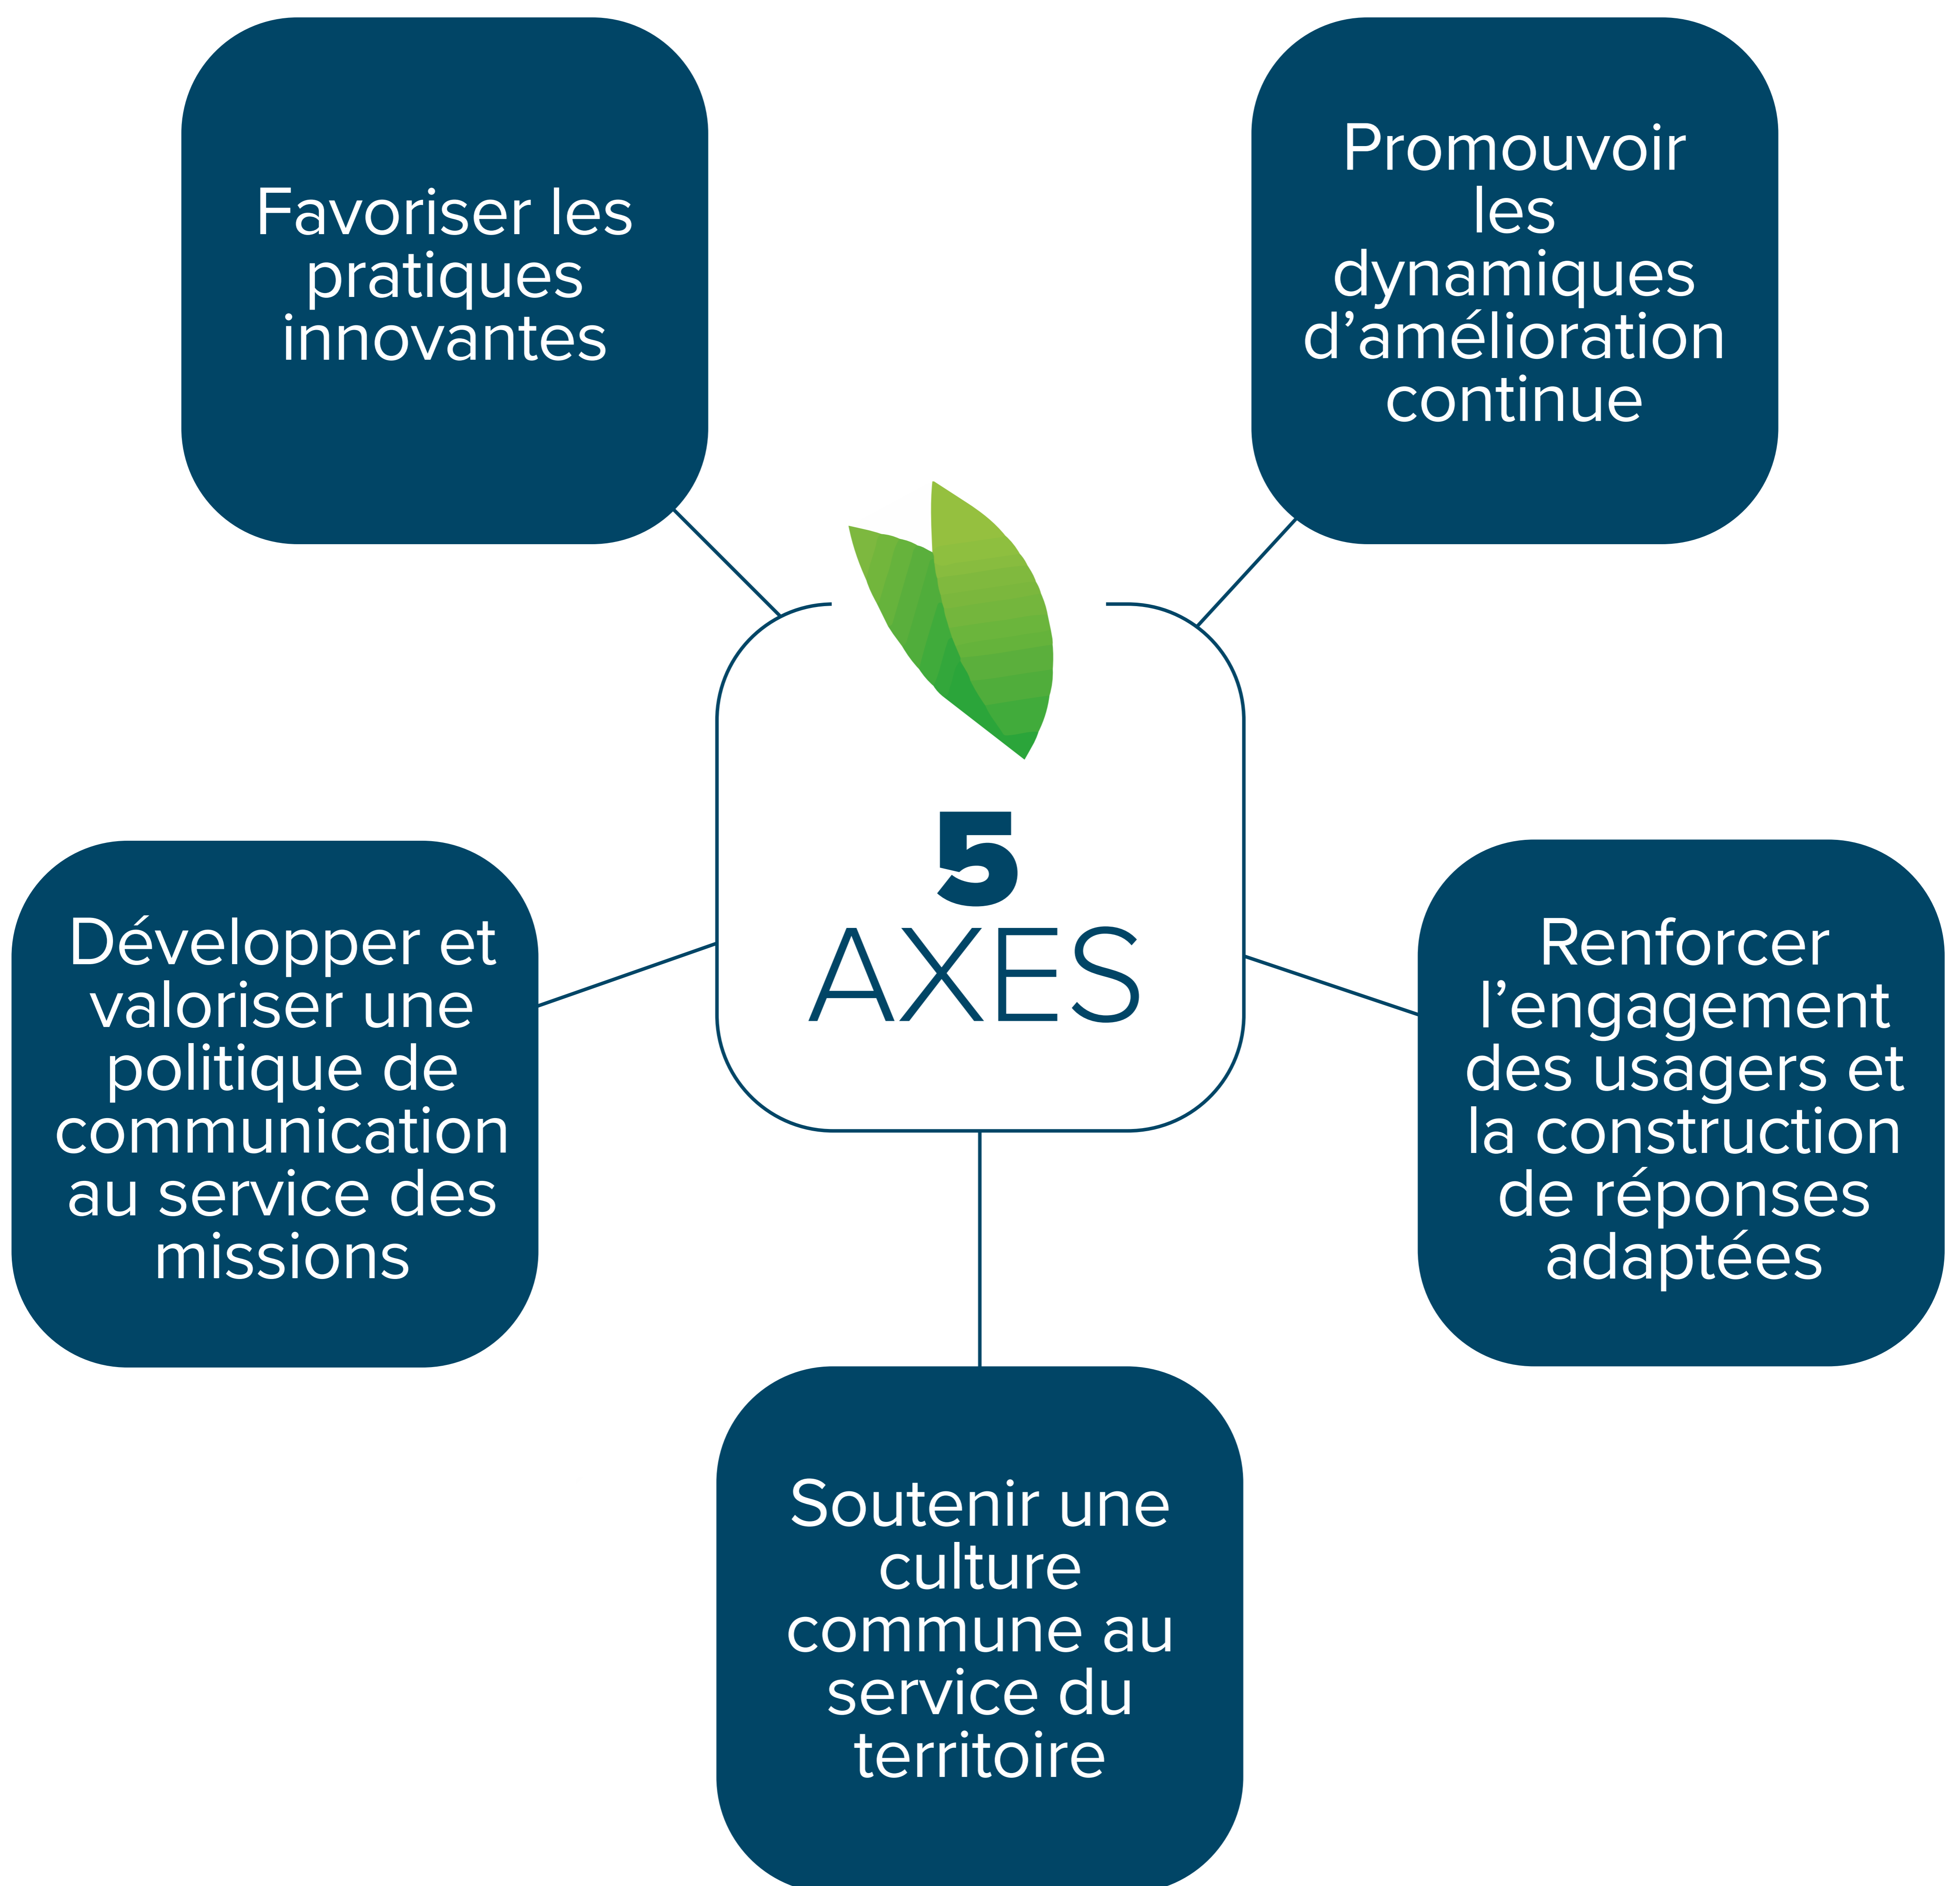 Favoriser les
pratiques
innovantes
Promouvoir
les
dynamiques
d’amélioration
continue
5
AXES
Développer et
valoriser une
politique de
communication
au service des
missions
Renforcer
l’engagement
des usagers et
la construction
de réponses
adaptées
Soutenir une
culture
commune au
service du
territoire